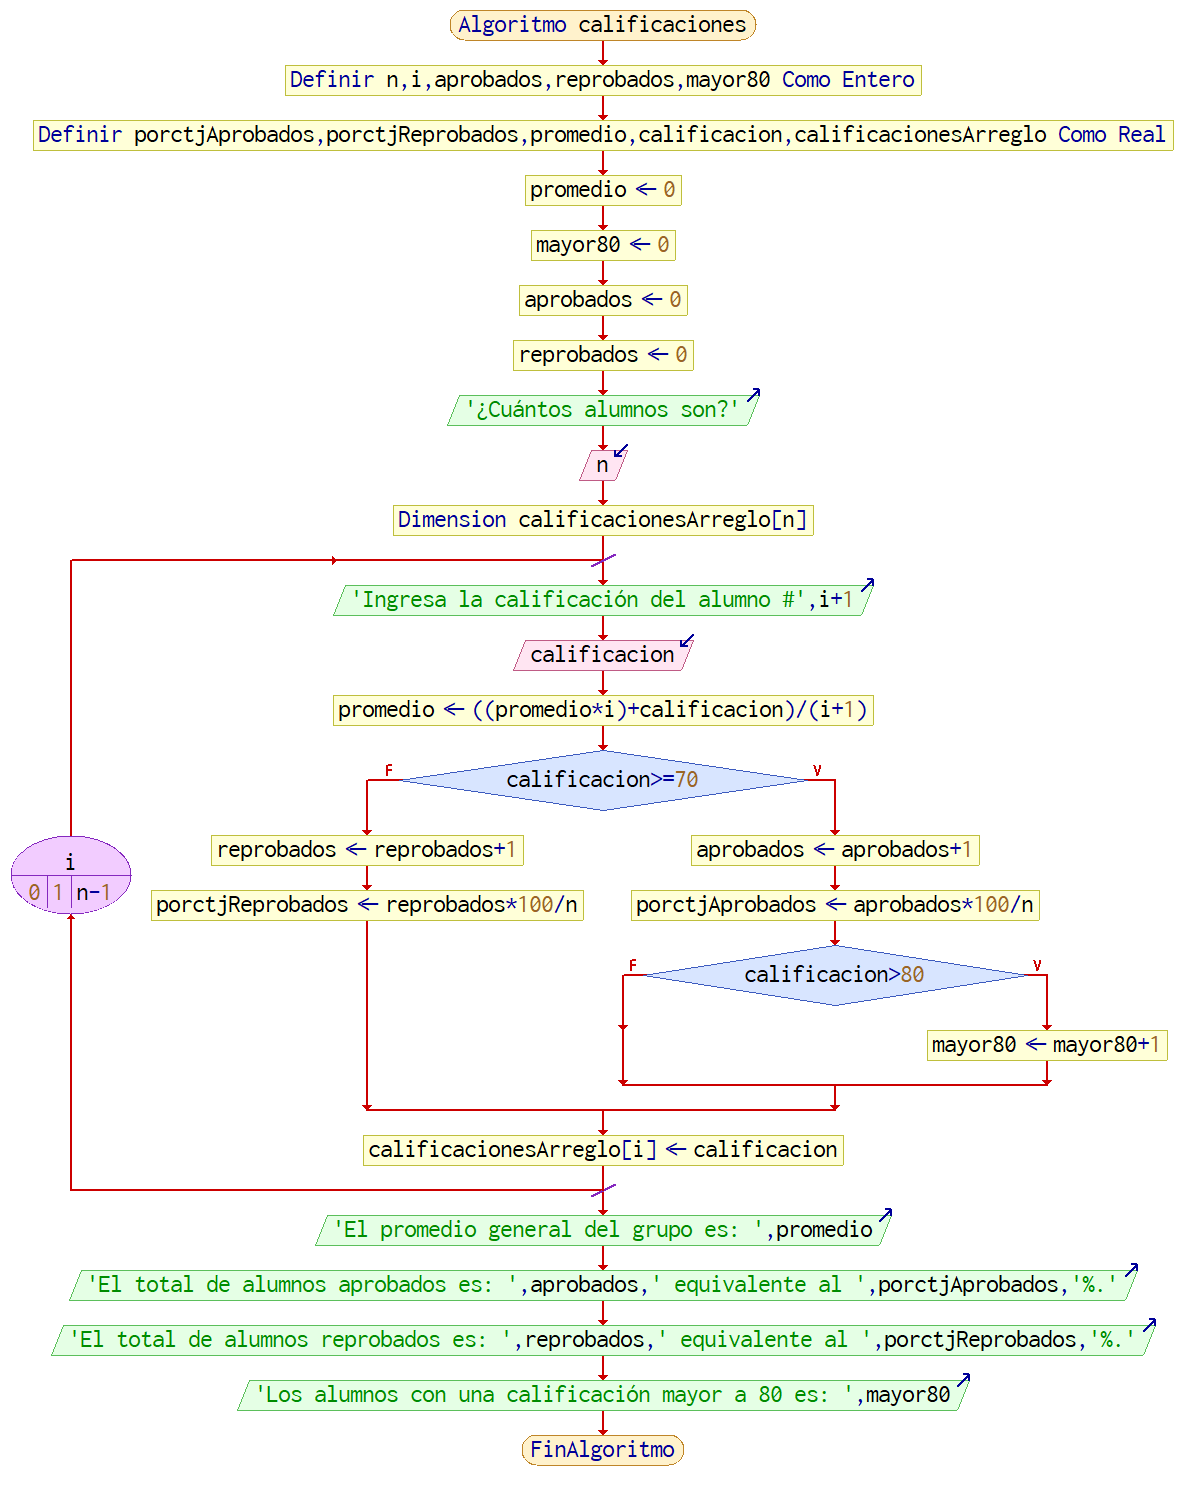 Algoritmo calificaciones
Definir n,i,aprobados,reprobados,mayor80 Como Entero
Definir porctjAprobados,porctjReprobados,promedio,calificacion,calificacionesArreglo Como Real
promedio ← 0
mayor80 ← 0
aprobados ← 0
reprobados ← 0
'¿Cuántos alumnos son?'
n
Dimension calificacionesArreglo[n]
'Ingresa la calificación del alumno #',i+1
calificacion
promedio ← ((promedio*i)+calificacion)/(i+1)
F
calificacion>=70
V
i
0 1 n-1
reprobados ← reprobados+1
porctjReprobados ← reprobados*100/n
aprobados ← aprobados+1
porctjAprobados ← aprobados*100/n
F
calificacion>80
V
mayor80 ← mayor80+1
calificacionesArreglo[i] ← calificacion
'El promedio general del grupo es: ',promedio
'El total de alumnos aprobados es: ',aprobados,' equivalente al ',porctjAprobados,'%.'
'El total de alumnos reprobados es: ',reprobados,' equivalente al ',porctjReprobados,'%.'
'Los alumnos con una calificación mayor a 80 es: ',mayor80
FinAlgoritmo